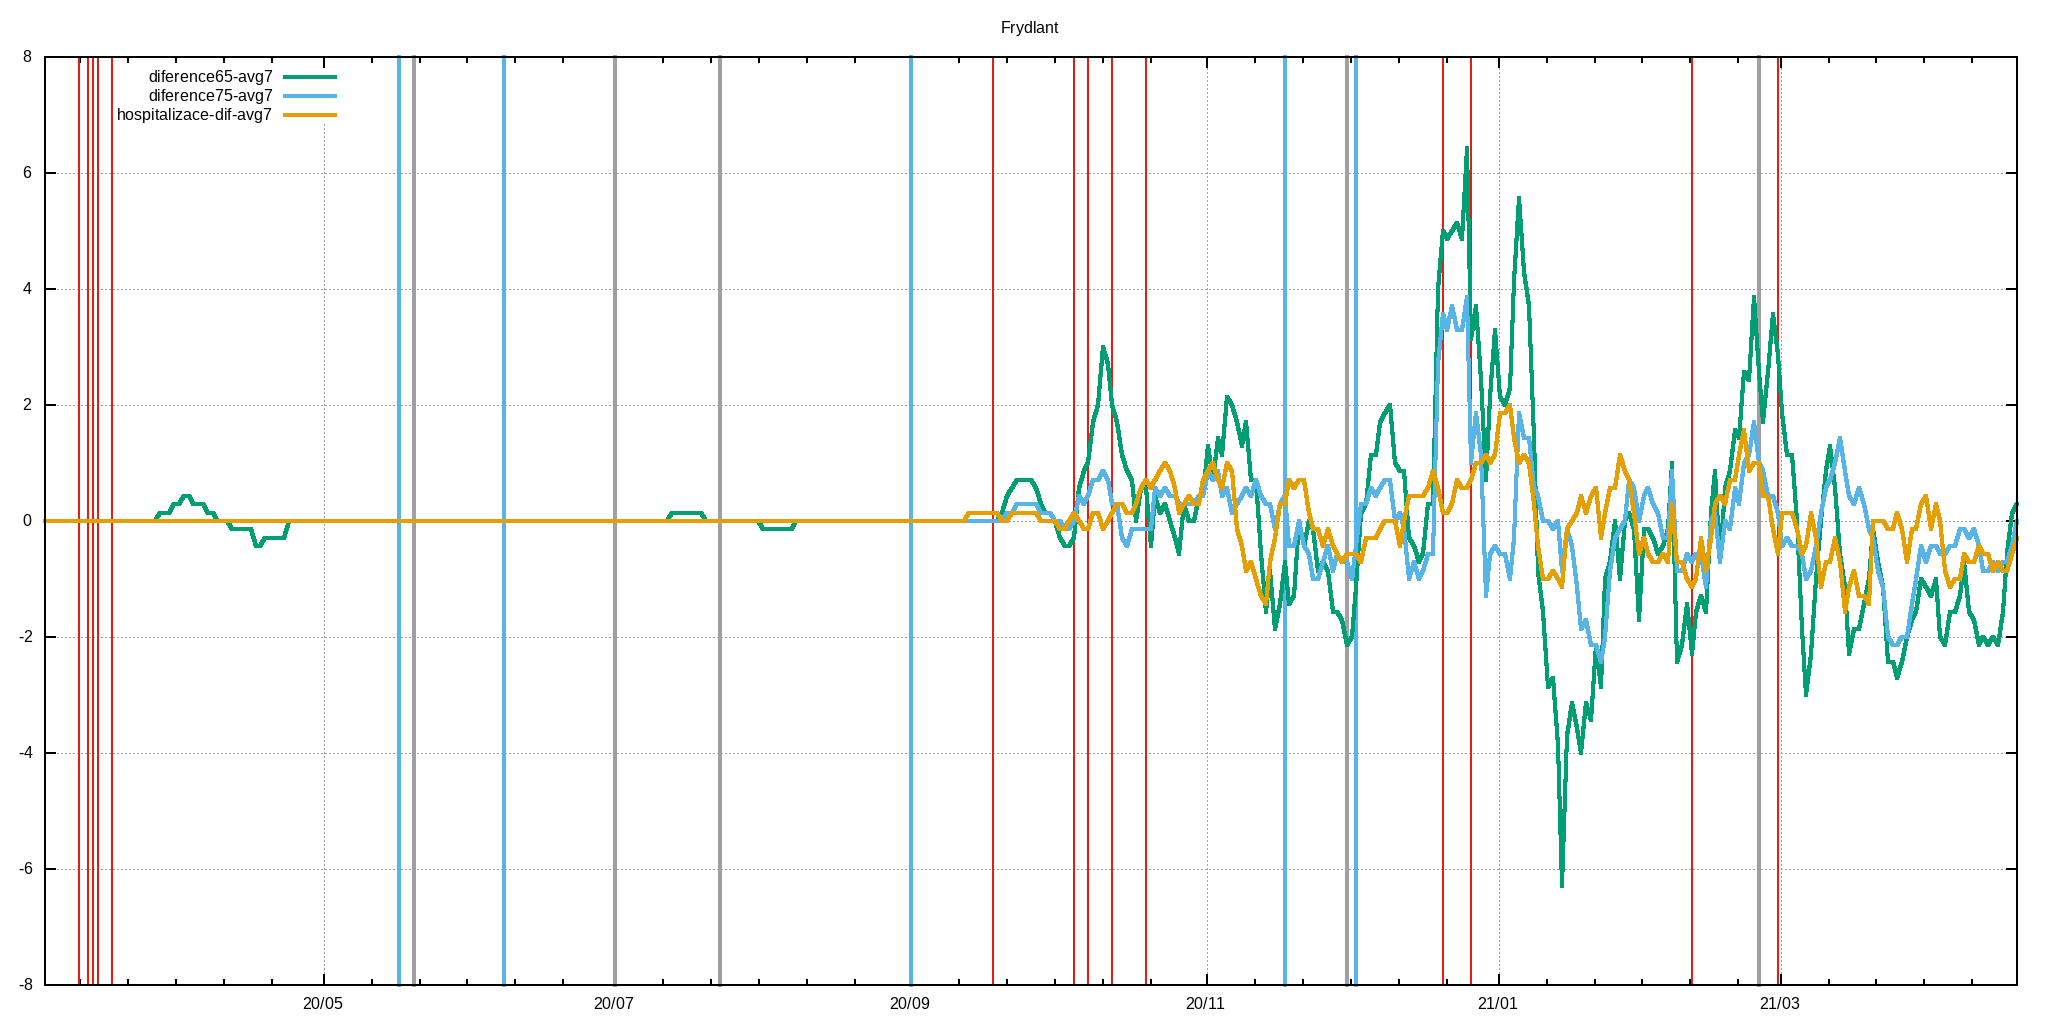 Frydlant
diference65-avg7
diference75-avg7
hospitalizace-dif-avg7
8
6
4
2
0
-2
-4
-6
-8
20/05 20/07 20/09 20/11 21/01 21/03